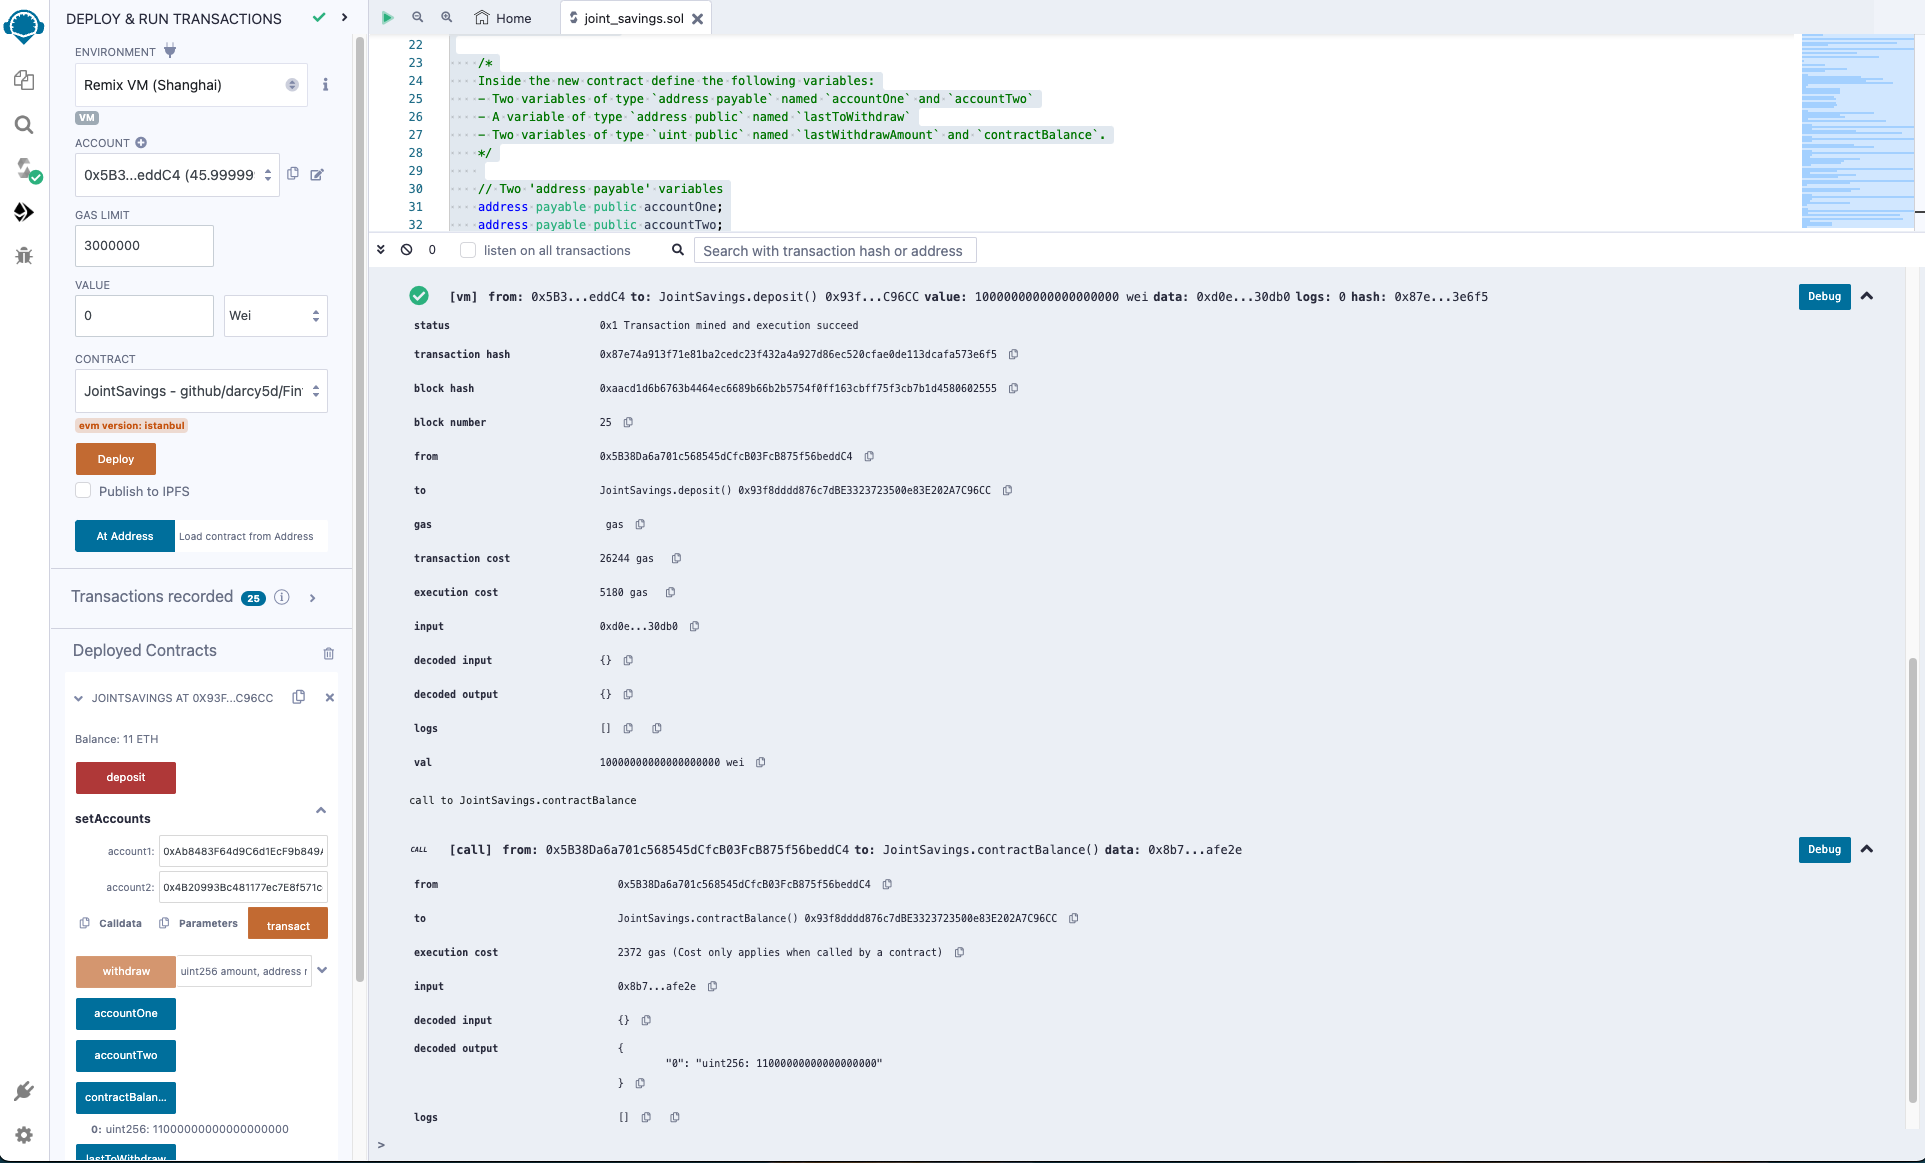 DEPLOY & RUN TRANSACTIONS
ENVIRONMENT
Remix VM (Shanghai)
VM
ACCOUNT
0x5B3...eddC4 (45.99999
GAS LIMIT
3000000
VALUE
0
Wei
CONTRACT
JointSavings - github/darcy5d/Fin
evm version: istanbul
Deploy
Publish to IPFS
At Address
Load contract from Address
Transactions recorded 25
Deployed Contracts
JOINTSAVINGS AT 0X93F...C96CC
Balance: 11 ETH
deposit
setAccounts
account1: 0xAb8483F64d9C6d1EcF9b849A
account2: 0x4B20993Bc481177ec7E8f571c
Calldata
Parameters
transact
withdraw
uint256 amount, address r
accountOne
accountTwo
contractBalan...
0: uint256: 11000000000000000000
lastToWithdraw
Home
joint_savings.sol
22
23 /*
24 Inside the new contract define the following variables:
25 - Two variables of type `address payable` named `accountOne` and `accountTwo`
26 - A variable of type `address public` named `lastToWithdraw`
27 - Two variables of type `uint public` named `lastWithdrawAmount` and `contractBalance`.
28 */
29
30 // Two 'address payable' variables
31 address payable public accountOne;
32 address payable public accountTwo;
0
listen on all transactions
Search with transaction hash or address
[vm] from: 0x5B3...eddC4 to: JointSavings.deposit() 0x93f...C96CC value: 10000000000000000000 wei data: 0xd0e...30db0 logs: 0 hash: 0x87e...3e6f5
Debug
status 0x1 Transaction mined and execution succeed
transaction hash 0x87e74a913f71e81ba2cedc23f432a4a927d86ec520cfae0de113dcafa573e6f5
block hash 0xaacd1d6b6763b4464ec6689b66b2b5754f0ff163cbff75f3cb7b1d4580602555
block number 25
from 0x5B38Da6a701c568545dCfcB03FcB875f56beddC4
to JointSavings.deposit() 0x93f8dddd876c7dBE3323723500e83E202A7C96CC
gas gas
transaction cost 26244 gas
execution cost 5180 gas
input 0xd0e...30db0
decoded input {}
decoded output {}
logs []
val 10000000000000000000 wei
call to JointSavings.contractBalance
CALL [call] from: 0x5B38Da6a701c568545dCfcB03FcB875f56beddC4 to: JointSavings.contractBalance() data: 0x8b7...afe2e
Debug
from 0x5B38Da6a701c568545dCfcB03FcB875f56beddC4
to JointSavings.contractBalance() 0x93f8dddd876c7dBE3323723500e83E202A7C96CC
execution cost 2372 gas (Cost only applies when called by a contract)
input 0x8b7...afe2e
decoded input {}
decoded output {
"0": "uint256: 11000000000000000000"
}
logs []
>